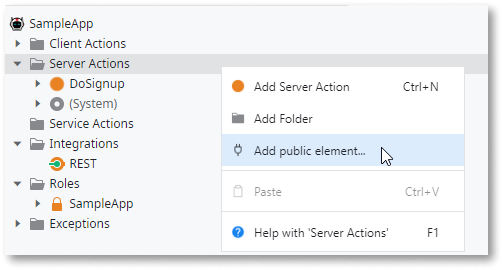 SampleApp
Client Actions
Server Actions
DoSignup
(System)
Service Actions
Integrations
REST
Roles
SampleApp
Exceptions
Add Server Action Ctrl+N
Add Folder
Add public element...
Paste Ctrl+V
Help with 'Server Actions' F1